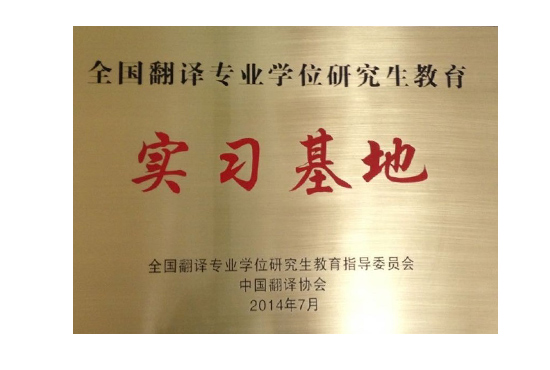 全国翻译专业学位研究生教育
实习基地
全国翻译专业学位研究生教育指导委员会
中国翻译协会
2014年7月